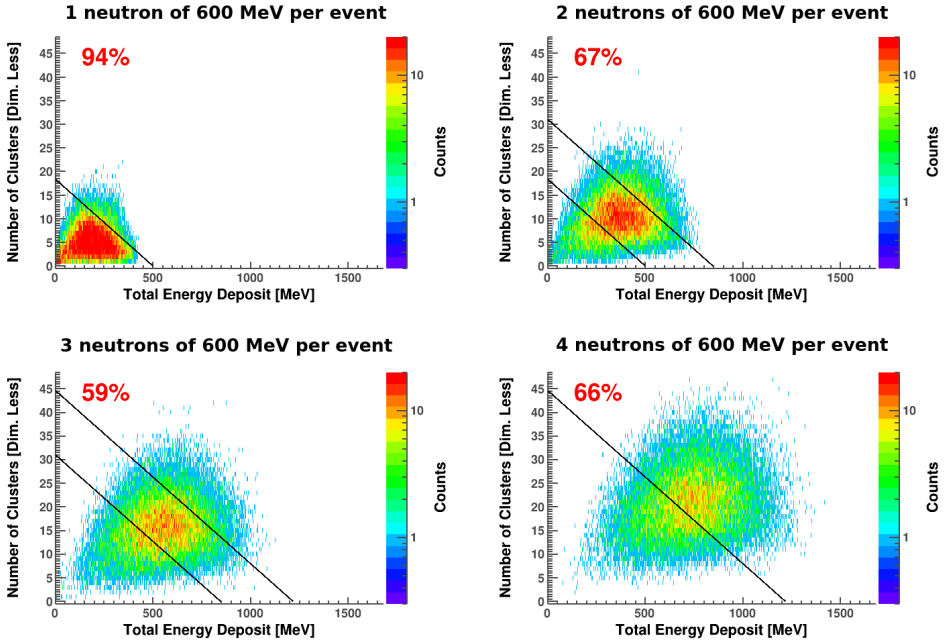 1 neutron of 600 MeV per event
94%
Number of Clusters [Dim. Less]
45
40
35
30
25
20
15
10
5
0
0 500 1000 1500
Total Energy Deposit [MeV]
10
1
Counts
2 neutrons of 600 MeV per event
67%
Number of Clusters [Dim. Less]
45
40
35
30
25
20
15
10
5
0
0 500 1000 1500
Total Energy Deposit [MeV]
10
1
Counts
3 neutrons of 600 MeV per event
59%
Number of Clusters [Dim. Less]
45
40
35
30
25
20
15
10
5
0
0 500 1000 1500
Total Energy Deposit [MeV]
10
1
Counts
4 neutrons of 600 MeV per event
66%
Number of Clusters [Dim. Less]
45
40
35
30
25
20
15
10
5
0
0 500 1000 1500
Total Energy Deposit [MeV]
10
1
Counts